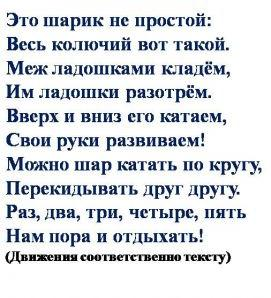 Это шарик не простой:
Весь колючий вот такой.
Меж ладошками кладём,
Им ладошки разотрём.
Вверх и вниз его катаем,
Свои руки развиваем!
Можно шар катать по кругу,
Перекидывать друг другу.
Раз, два, три, четыре, пять
Нам пора и отдыхать!
(Движения соответственно тексту)